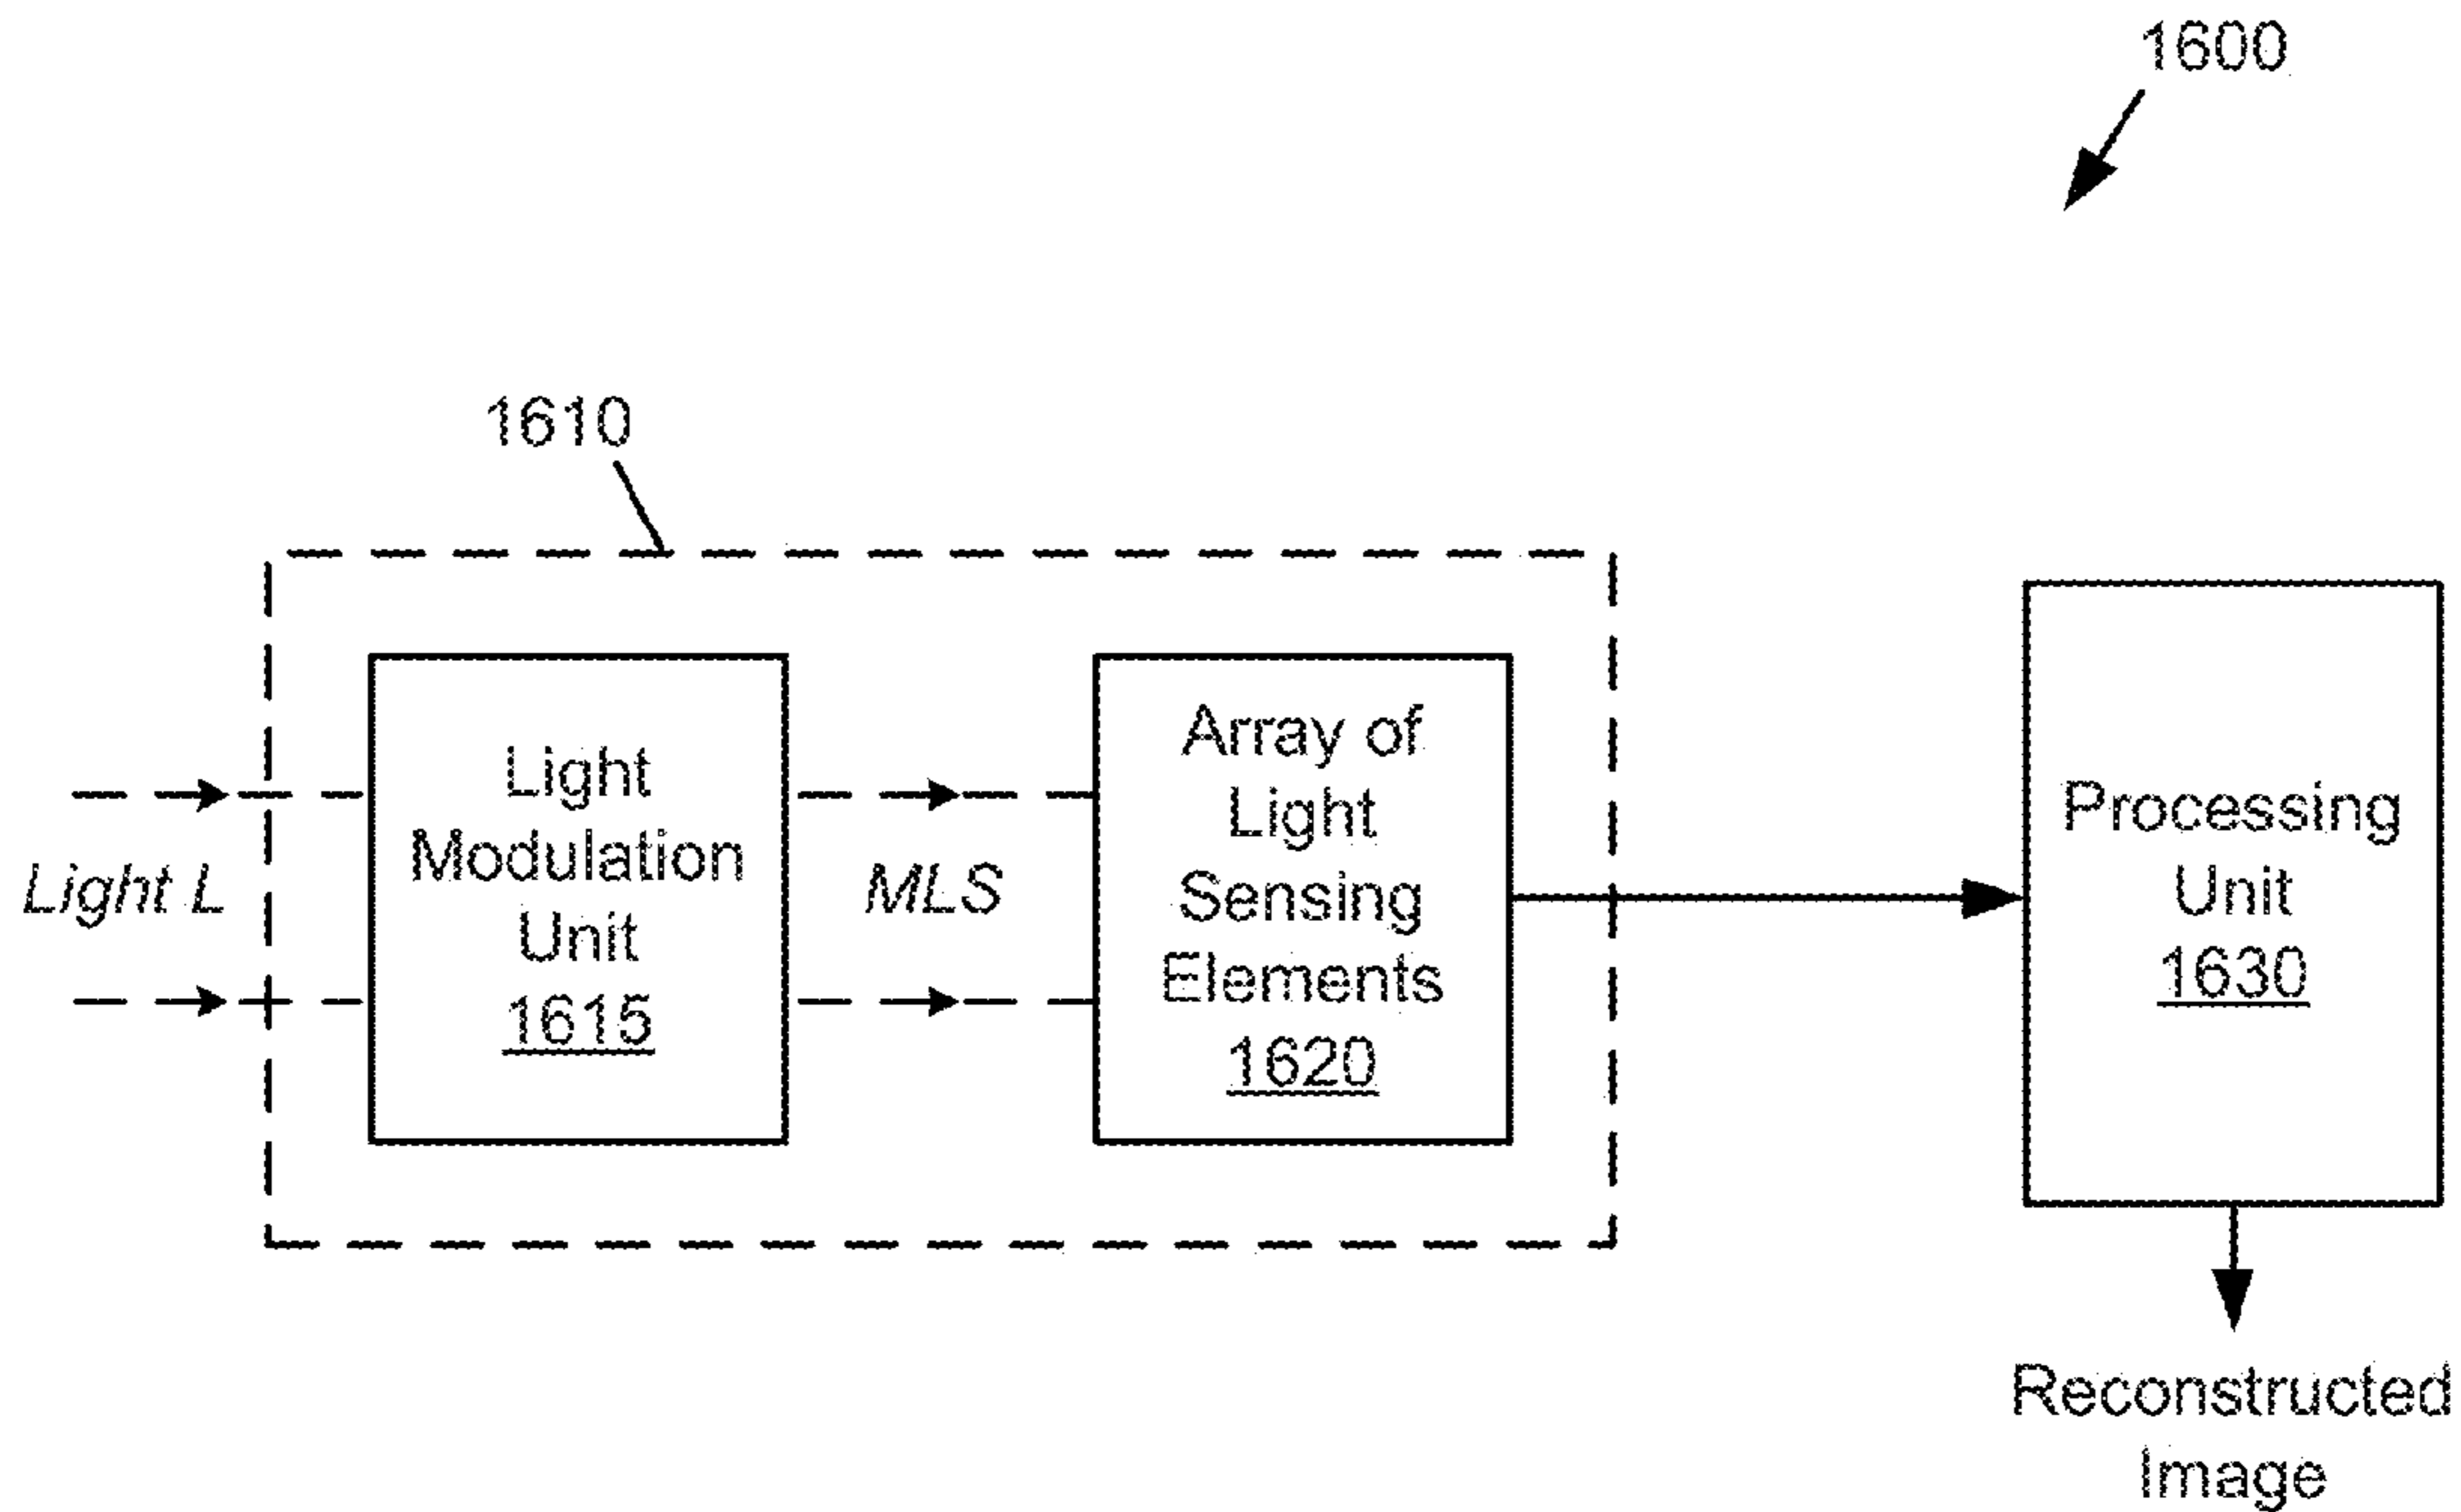 1600
1610
Light L
Light
Modulation
Unit
1615
MLS
Array of
Light
Sensing
Elements
1620
Processing
Unit
1630
Reconstructed
Image